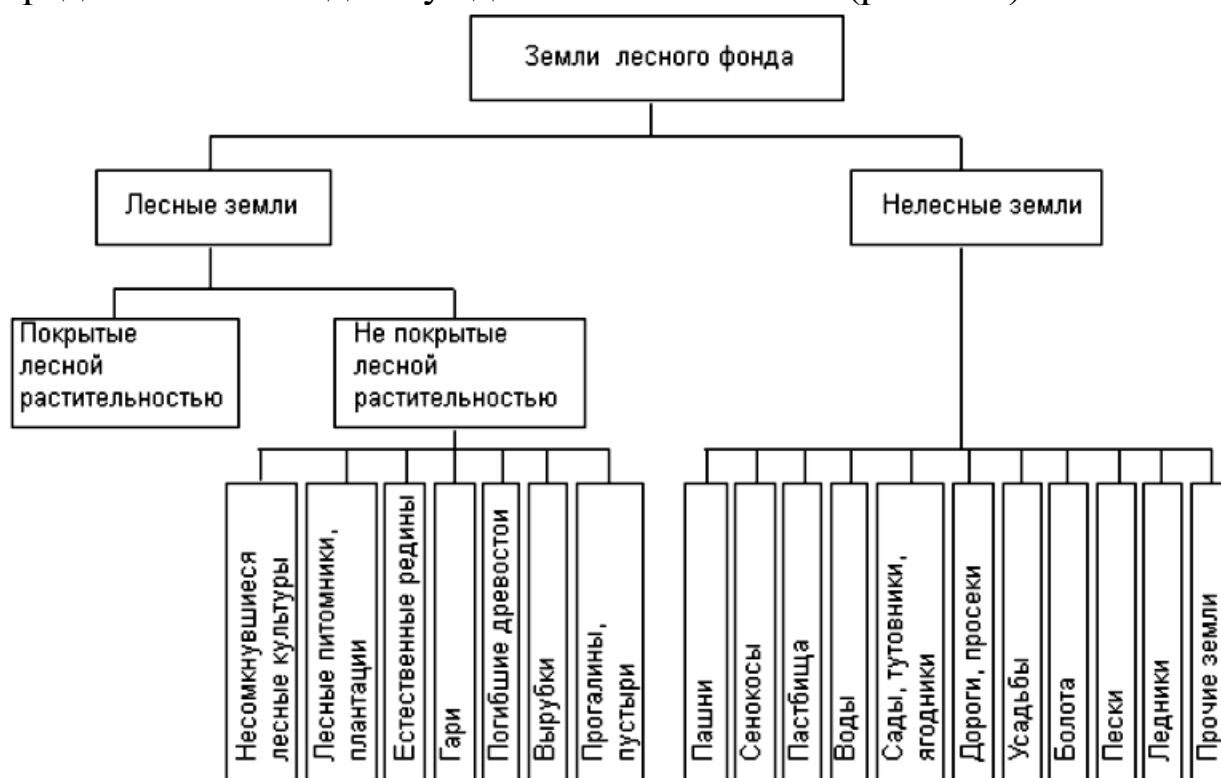 Земли лесного фонда
Лесные земли
Нелесные земли
Покрытые
лесной
растительностью
Не покрытые
лесной
растительностью
Несомкнувшиеся
лесные культуры
Лесные питомники,
плантации
Естественные редины
Гари
Погибшие древостои
Вырубки
Прогалины,
пустыри
Пашни
Сенокосы
Пастбища
Воды
Сады, тутовники,
ягодники
Дороги, просеки
Усадьбы
Болота
Пески
Ледники
Прочие земли